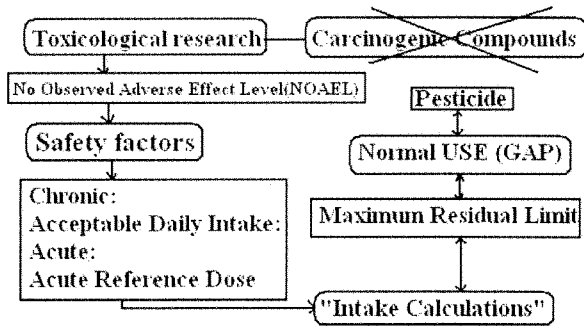 Toxicological research
Carcinogenic Compounds
No Observed Adverse Effect Level(NOAEL)
Pesticide
Safety factors
Normal USE (GAP)
Chronic:
Acceptable Daily Intake:
Acute:
Acute Reference Dose
Maximum Residual Limit
"Intake Calculations"